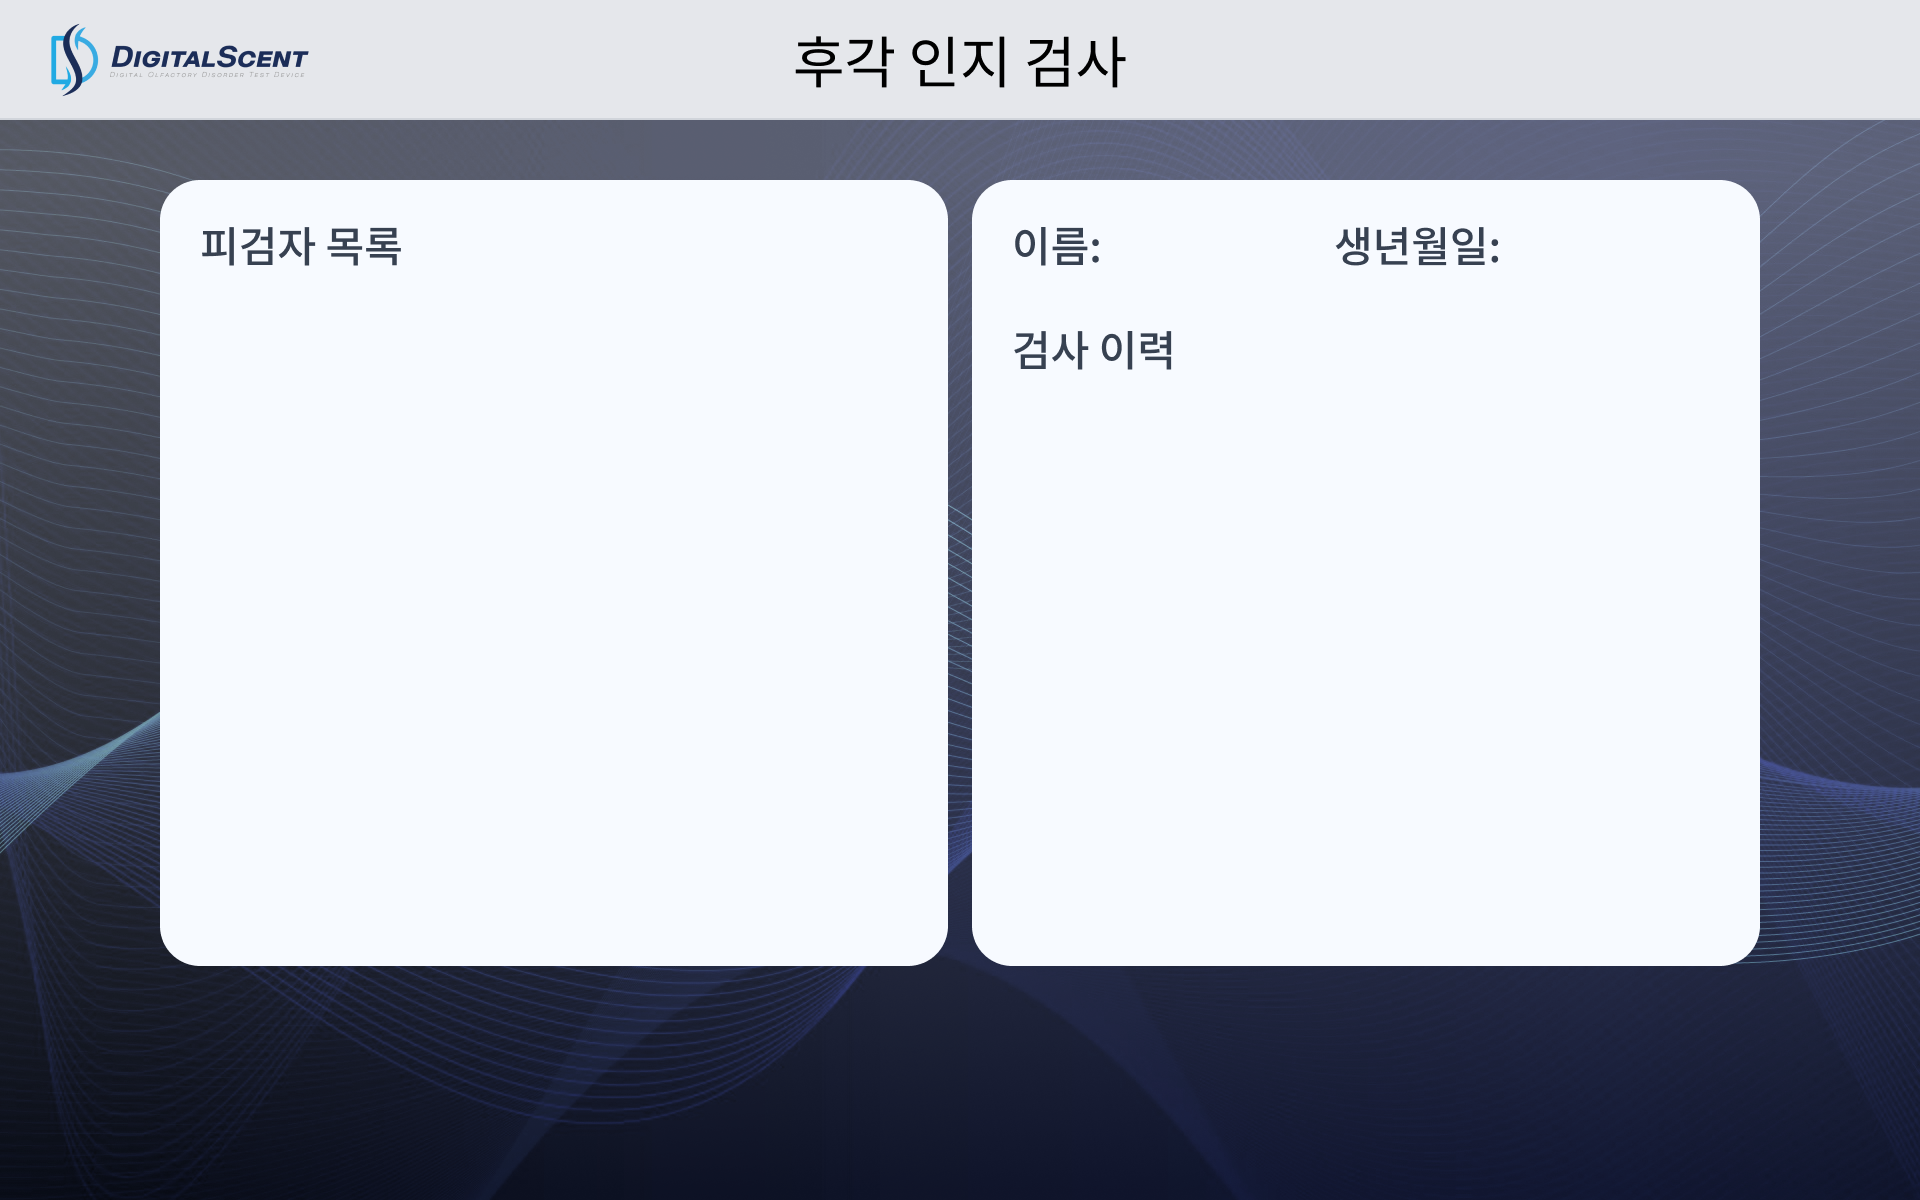 DIGITALSCENT
DIGITAL OLFACTORY DISORDER TEST DEVICE
후각 인지 검사
피검자 목록
이름:
생년월일:
검사 이력